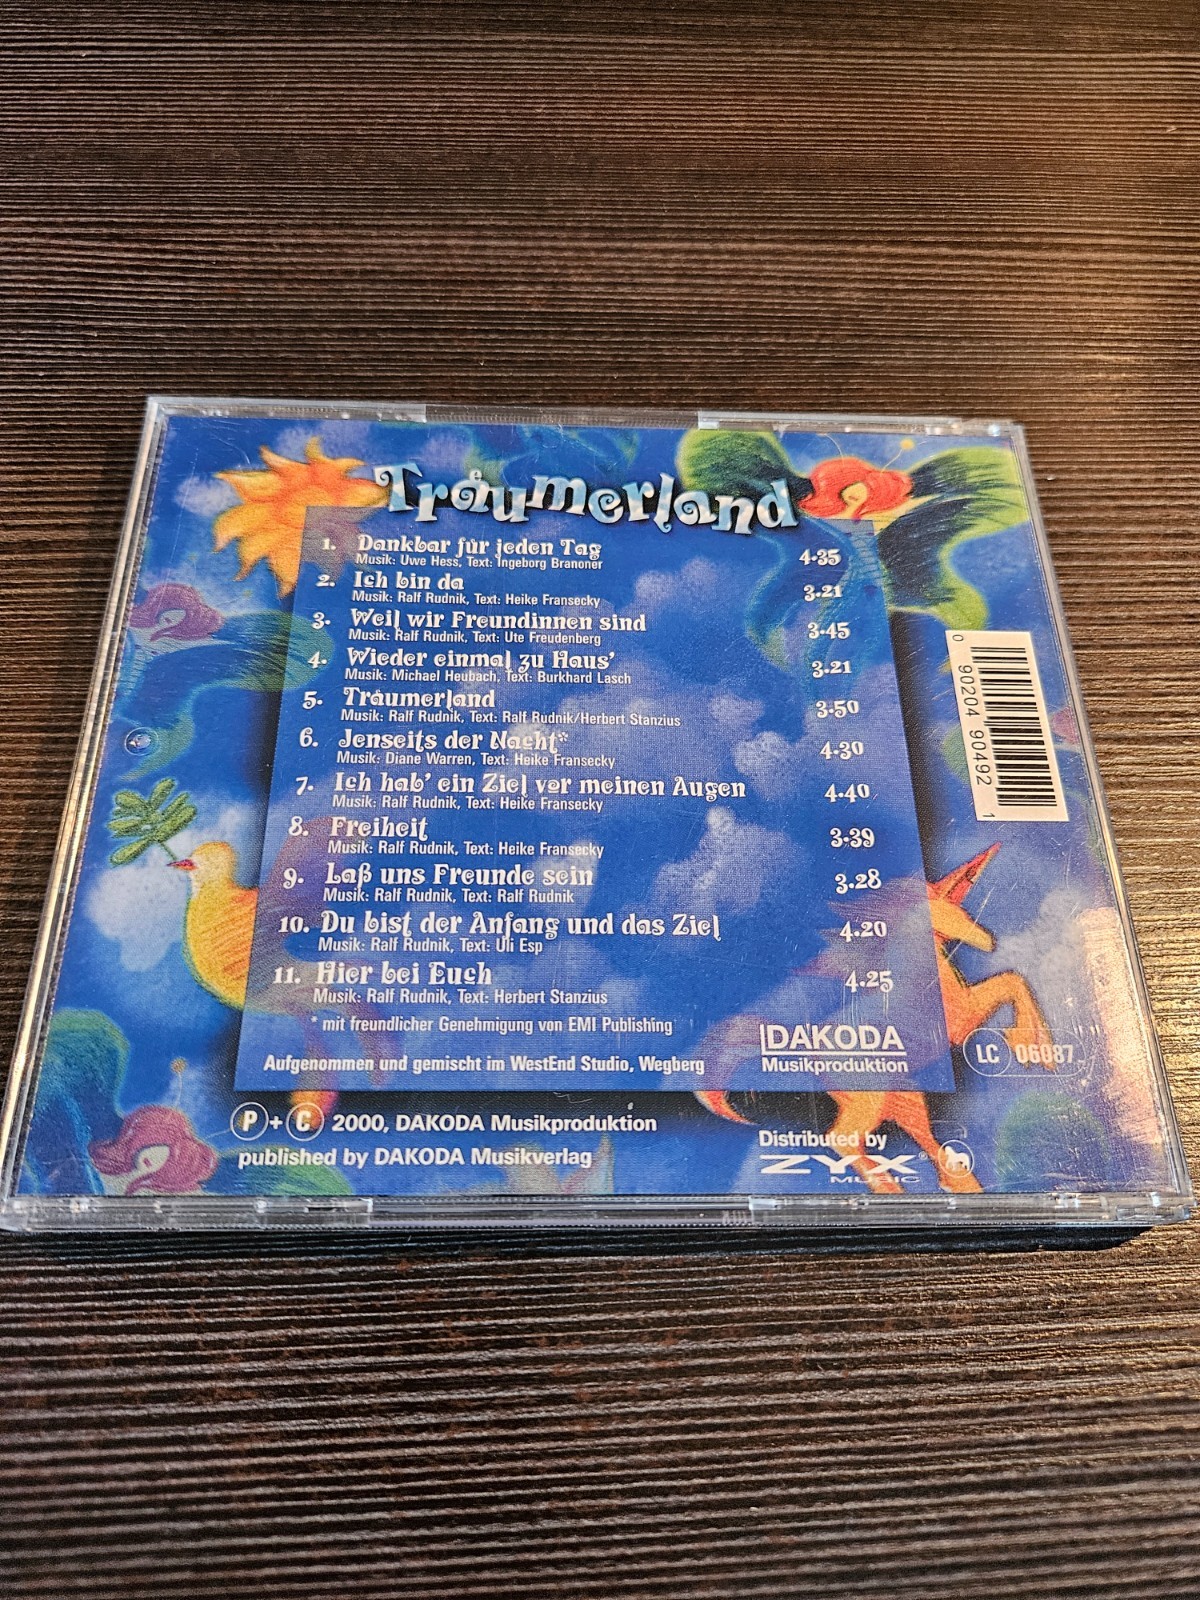 Träumerland
1. Dankbar für jeden Tag 4.35
Musik: Uwe Hess, Text: Ingeborg Branoner
2. Ich bin da 3.21
Musik: Ralf Rudnik, Text: Heike Fransecky
3. Weil wir Freundinnen sind 3.45
Musik: Ralf Rudnik, Text: Ute Freudenberg
4. Wieder einmal zu Haus' 3.21
Musik: Michael Heubach, Text: Burkhard Lasch
5. Träumerland 3.50
Musik: Ralf Rudnik, Text: Ralf Rudnik/Herbert Stanzius
6. Jenseits der Nacht* 4.30
Musik: Diane Warren, Text: Heike Fransecky
7. Ich hab' ein Ziel vor meinen Augen 4.40
Musik: Ralf Rudnik, Text: Heike Fransecky
8. Freiheit 3.39
Musik: Ralf Rudnik, Text: Heike Fransecky
9. Laß uns Freunde sein 3.28
Musik: Ralf Rudnik, Text: Ralf Rudnik
10. Du bist der Anfang und das Ziel 4.20
Musik: Ralf Rudnik, Text: Uli Esp
11. Hier bei Euch 4.25
Musik: Ralf Rudnik, Text: Herbert Stanzius
* mit freundlicher Genehmigung von EMI Publishing
Aufgenommen und gemischt im WestEnd Studio, Wegberg
DAKODA
Musikproduktion
LC 06087
P + C 2000, DAKODA Musikproduktion
published by DAKODA Musikverlag
Distributed by
ZYX®
MUSIC
0 90204 90492 1